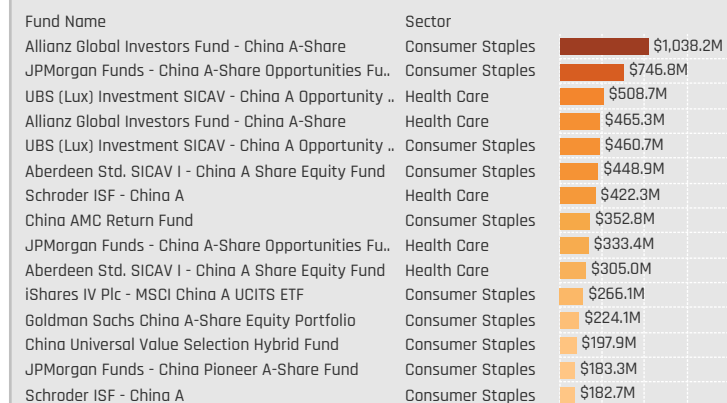 Fund Name Sector
Allianz Global Investors Fund - China A-Share Consumer Staples $1,038.2M
JPMorgan Funds - China A-Share Opportunities Fu.. Consumer Staples $746.8M
UBS (Lux) Investment SICAV - China A Opportunity .. Health Care $508.7M
Allianz Global Investors Fund - China A-Share Health Care $465.3M
UBS (Lux) Investment SICAV - China A Opportunity .. Consumer Staples $460.7M
Aberdeen Std. SICAV I - China A Share Equity Fund Consumer Staples $448.9M
Schroder ISF - China A Health Care $422.3M
China AMC Return Fund Consumer Staples $352.8M
JPMorgan Funds - China A-Share Opportunities Fu.. Health Care $333.4M
Aberdeen Std. SICAV I - China A Share Equity Fund Health Care $305.0M
iShares IV Plc - MSCI China A UCITS ETF Consumer Staples $266.1M
Goldman Sachs China A-Share Equity Portfolio Consumer Staples $224.1M
China Universal Value Selection Hybrid Fund Consumer Staples $197.9M
JPMorgan Funds - China Pioneer A-Share Fund Consumer Staples $183.3M
Schroder ISF - China A Consumer Staples $182.7M